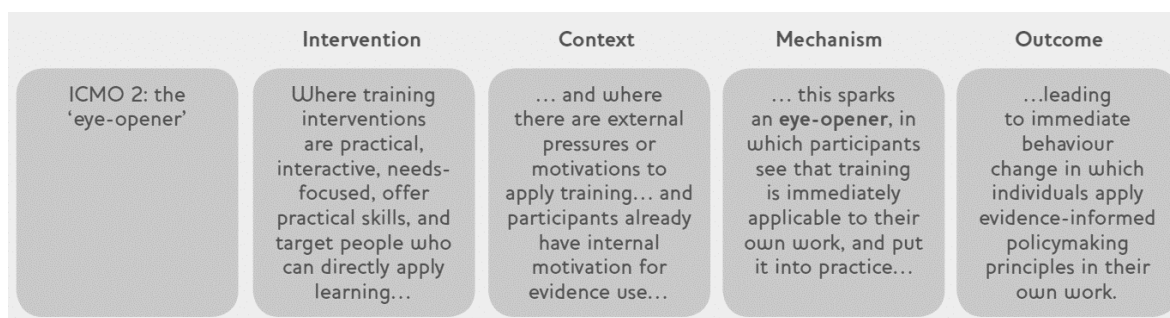 Intervention
Context
Mechanism
Outcome
ICMO 2: the
‘eye-opener’
Where training
interventions
are practical,
interactive, needs-
focused, offer
practical skills, and
target people who
can directly apply
learning…
… and where
there are external
pressures or
motivations to
apply training… and
participants already
have internal
motivation for
evidence use…
… this sparks
an eye-opener, in
which participants
see that training
is immediately
applicable to their
own work, and put
it into practice…
…leading
to immediate
behaviour
change in which
individuals apply
evidence-informed
policymaking
principles in their
own work.